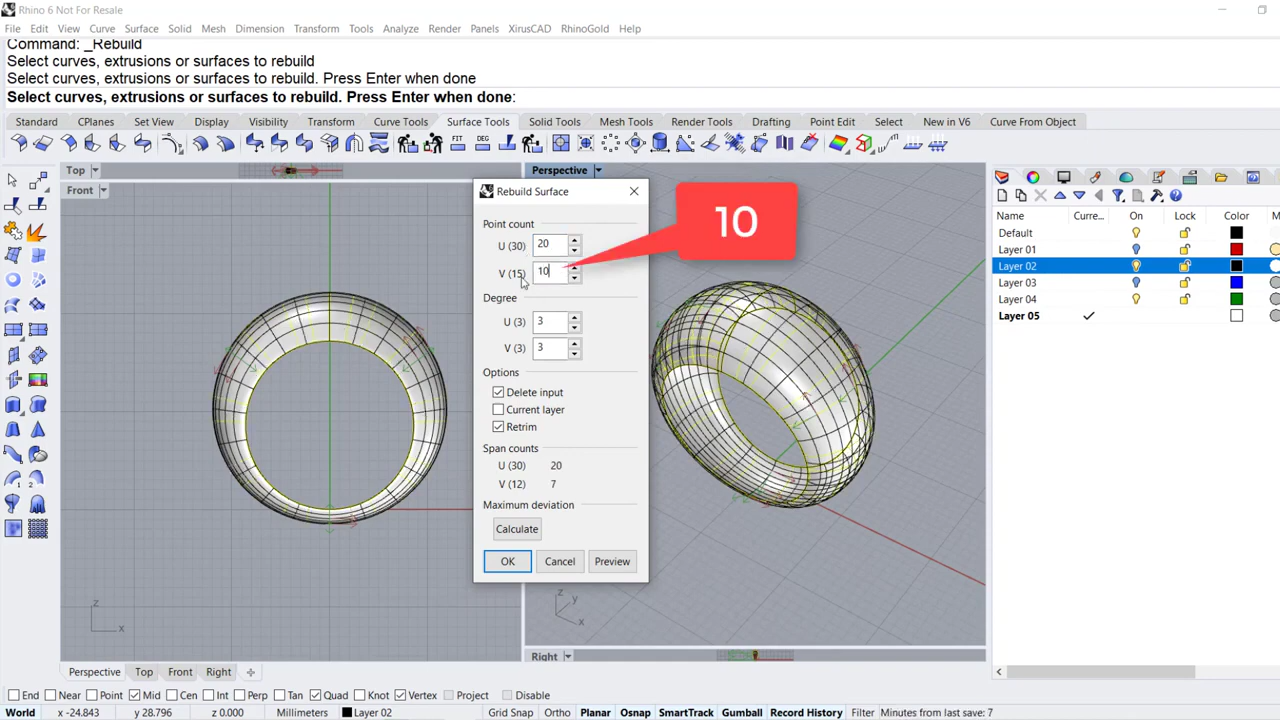 Rhino 6 Not For Resale
File Edit View Curve Surface Solid Mesh Dimension Transform Tools Analyze Render Panels XirusCAD RhinoGold Help
Command: _Rebuild
Select curves, extrusions or surfaces to rebuild
Select curves, extrusions or surfaces to rebuild. Press Enter when done
Select curves, extrusions or surfaces to rebuild. Press Enter when done:
Standard CPlanes Set View Display Visibility Transform Curve Tools Surface Tools Solid Tools Mesh Tools Render Tools Drafting Point Edit Select New in V6 Curve From Object
FIT DEG
Top
Perspective
Front
Rebuild Surface
Point count
U (30) 20
V (15) 10
10
Degree
U (3) 3
V (3) 3
Options
Delete input
Current layer
Retrim
Span counts
U (30) 20
V (12) 7
Maximum deviation
Calculate
OK Cancel Preview
Name Curre... On Lock Color M
Default
Layer 01
Layer 02
Layer 03
Layer 04
Layer 05
z
x
z
y
x
Right
Perspective Top Front Right
End Near Point Mid Cen Int Perp Tan Quad Knot Vertex Project Disable
World x -24.843 y 28.796 z 0.000 Millimeters Layer 02 Grid Snap Ortho Planar Osnap SmartTrack Gumball Record History Filter Minutes from last save: 7